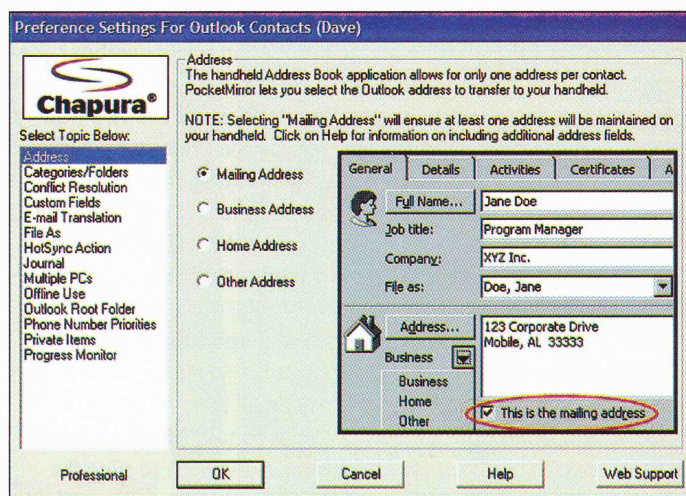 Preference Settings For Outlook Contacts (Dave)
Chapura®
Select Topic Below:
Address
Categories/Folders
Conflict Resolution
Custom Fields
E-mail Translation
File As
HotSync Action
Journal
Multiple PCs
Offline Use
Outlook Root Folder
Phone Number Priorities
Private Items
Progress Monitor
Professional
Address
The handheld Address Book application allows for only one address per contact.
PocketMirror lets you select the Outlook address to transfer to your handheld.
NOTE: Selecting "Mailing Address" will ensure at least one address will be maintained on
your handheld. Click on Help for information on including additional address fields.
Mailing Address
Business Address
Home Address
Other Address
General Details Activities Certificates A
Full Name... Jane Doe
Job title: Program Manager
Company: XYZ Inc.
File as: Doe, Jane
Address... 123 Corporate Drive
Mobile, AL 33333
Business
Business
Home
Other
This is the mailing address
OK Cancel Help Web Support